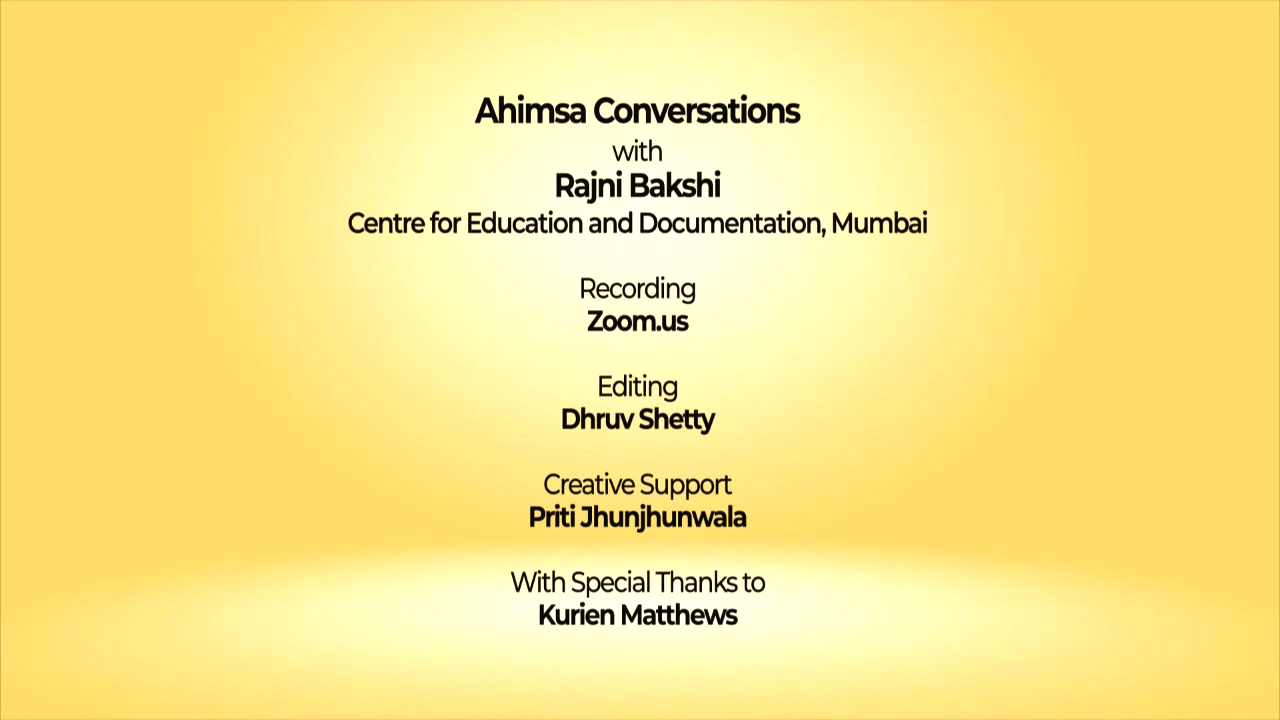 Ahimsa Conversations
with
Rajni Bakshi
Centre for Education and Documentation, Mumbai
Recording
Zoom.us
Editing
Dhruv Shetty
Creative Support
Priti Jhunjhunwala
With Special Thanks to
Kurien Matthews